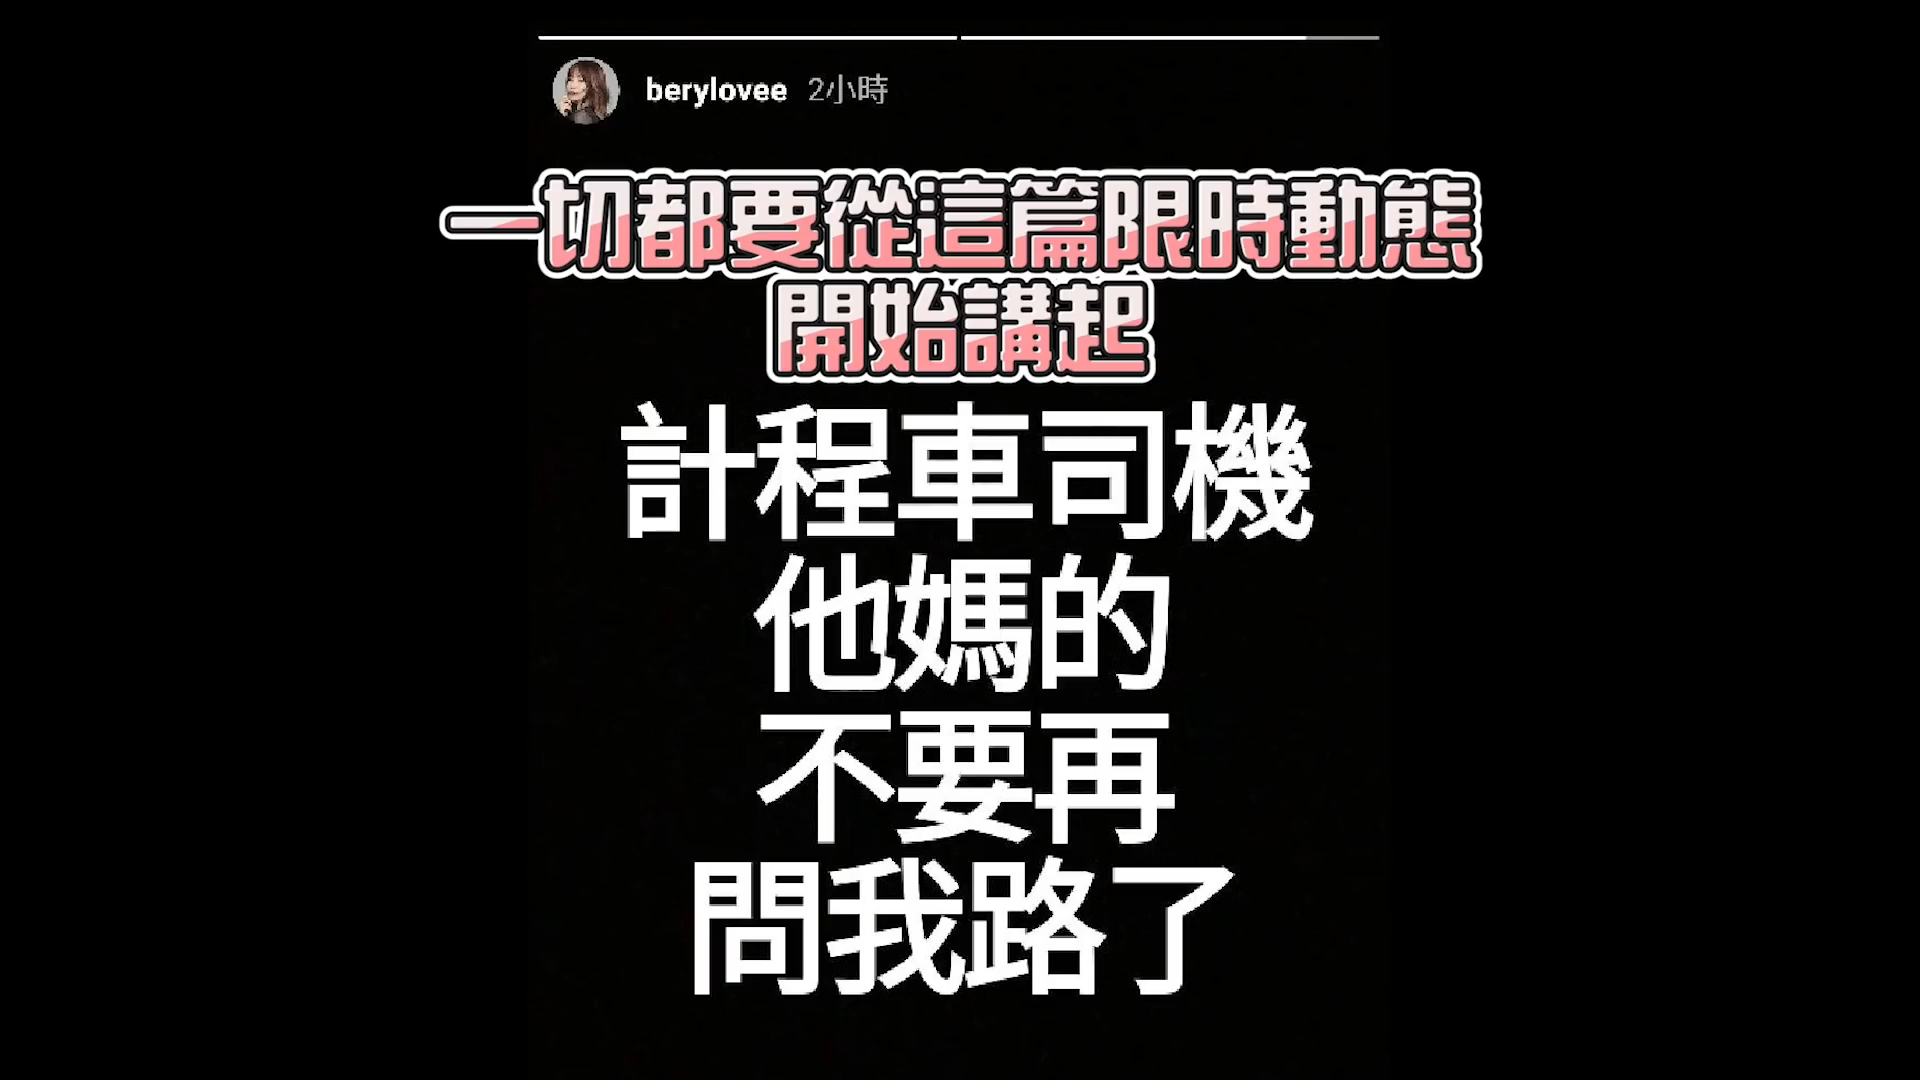 berylovee 2小時
一切都要從這篇限時動態
開始講起
計程車司機
他媽的
不要再
問我路了